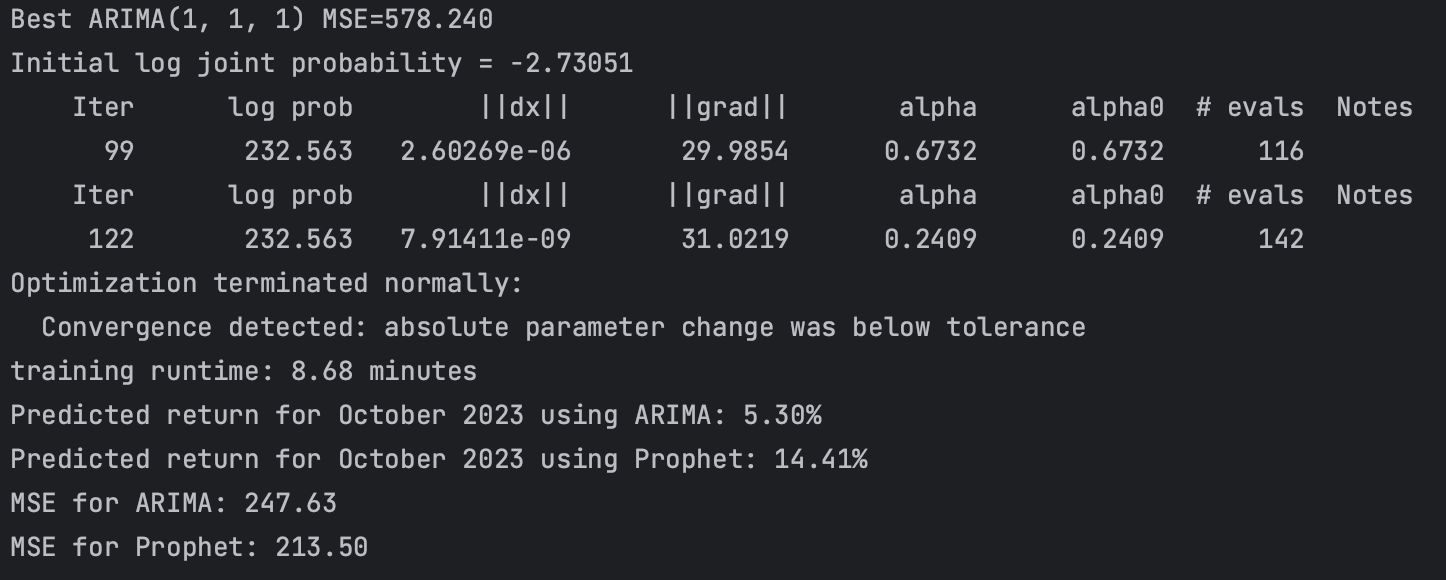 Best ARIMA(1, 1, 1) MSE=578.240
Initial log joint probability = -2.73051
    Iter      log prob        ||dx||      ||grad||       alpha      alpha0  # evals  Notes
      99       232.563   2.60269e-06       29.9854      0.6732      0.6732      116
    Iter      log prob        ||dx||      ||grad||       alpha      alpha0  # evals  Notes
     122       232.563   7.91411e-09       31.0219      0.2409      0.2409      142
Optimization terminated normally:
  Convergence detected: absolute parameter change was below tolerance
training runtime: 8.68 minutes
Predicted return for October 2023 using ARIMA: 5.30%
Predicted return for October 2023 using Prophet: 14.41%
MSE for ARIMA: 247.63
MSE for Prophet: 213.50